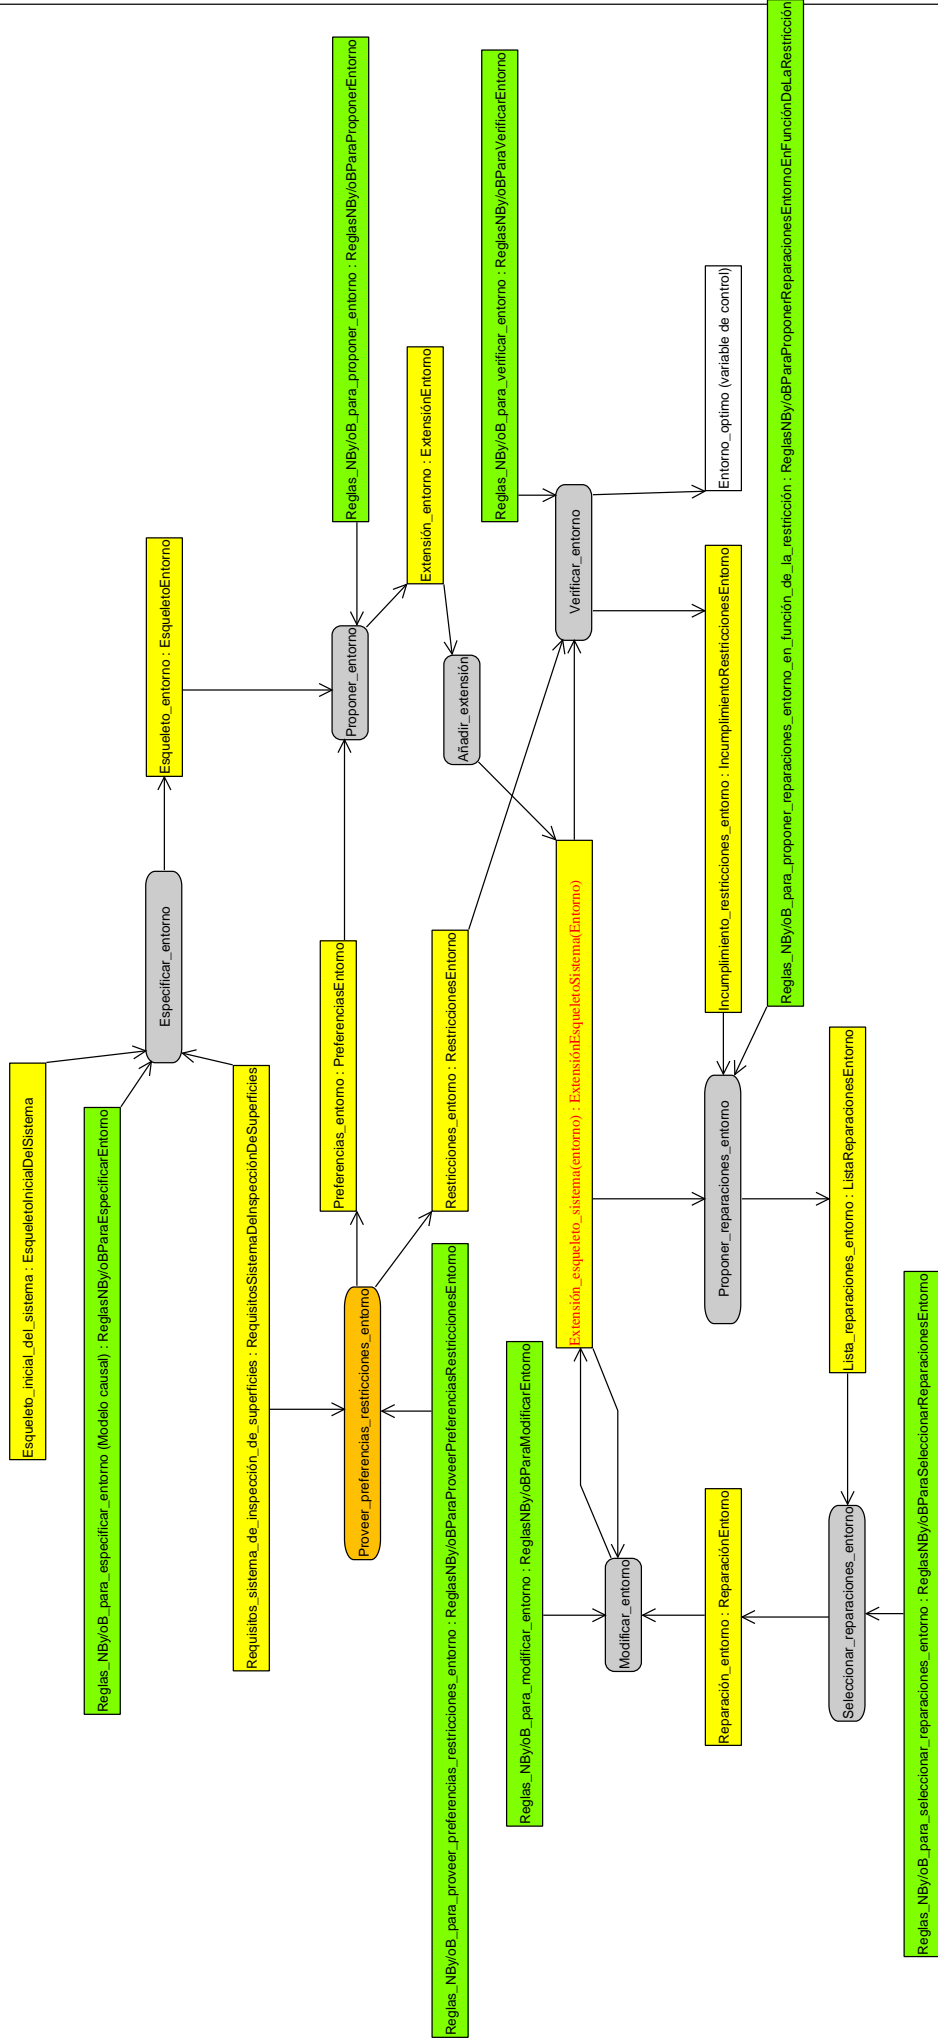 Esqueleto_inicial_del_sistema : EsqueletoInicialDelSistema
Reglas_NBy/oB_para_especificar_entorno (Modelo causal) : ReglasNBy/oBParaEspecificarEntorno
Especificar_entorno
Esqueleto_entorno : EsqueletoEntorno
Requisitos_sistema_de_inspección_de_superficies : RequisitosSistemaDeInspecciónDeSuperficies
Proveer_preferencias_restricciones_entorno
Preferencias_entorno : PreferenciasEntorno
Proponer_entorno
Reglas_NBy/oB_para_proponer_entorno : ReglasNBy/oBParaProponerEntorno
Extensión_entorno : ExtensiónEntorno
Reglas_NBy/oB_para_proveer_preferencias_restricciones_entorno : ReglasNBy/oBParaProveerPreferenciasRestriccionesEntorno
Restricciones_entorno : RestriccionesEntorno
Añadir_extensión
Reglas_NBy/oB_para_verificar_entorno : ReglasNBy/oBParaVerificarEntorno
Reglas_NBy/oB_para_modificar_entorno : ReglasNBy/oBParaModificarEntorno
Extensión_esqueleto_sistema(entorno) : ExtensiónEsqueletoSistema(Entorno)
Verificar_entorno
Modificar_entorno
Reparación_entorno : ReparaciónEntorno
Proponer_reparaciones_entorno
Incumplimiento_restricciones_entorno : IncumplimientoRestriccionesEntorno
Entorno_optimo (variable de control)
Reglas_NBy/oB_para_proponer_reparaciones_entorno_en_función_de_la_restricción : ReglasNBy/oBParaProponerReparacionesEntornoEnFunciónDeLaRestricción
Seleccionar_reparaciones_entorno
Lista_reparaciones_entorno : ListaReparacionesEntorno
Reglas_NBy/oB_para_seleccionar_reparaciones_entorno : ReglasNBy/oBParaSeleccionarReparacionesEntorno